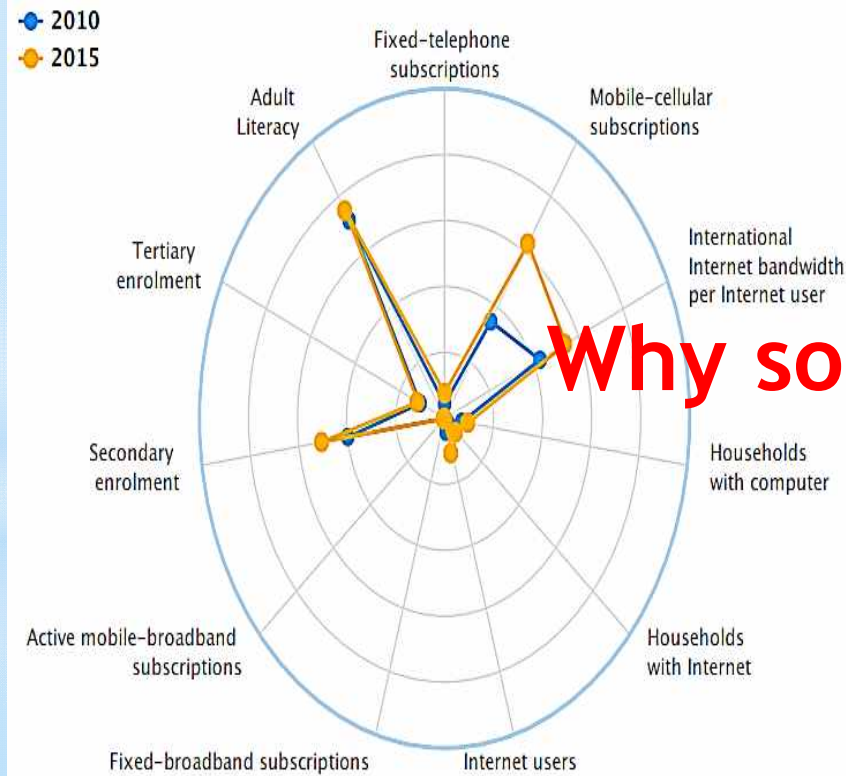 2010
2015
Fixed-telephone
subscriptions
Adult
Literacy
Mobile-cellular
subscriptions
Tertiary
enrolment
International
Internet bandwidth
per Internet user
Why so
Secondary
enrolment
Households
with computer
Active mobile-broadband
subscriptions
Households
with Internet
Fixed-broadband subscriptions
Internet users